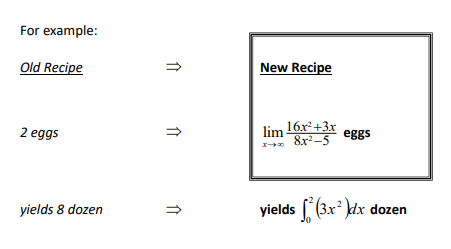 For example:
Old Recipe ⇒ New Recipe
2 eggs ⇒ lim x→∞ (16x²+3x)/(8x²–5) eggs
yields 8 dozen ⇒ yields ∫₀²(3x²)dx dozen